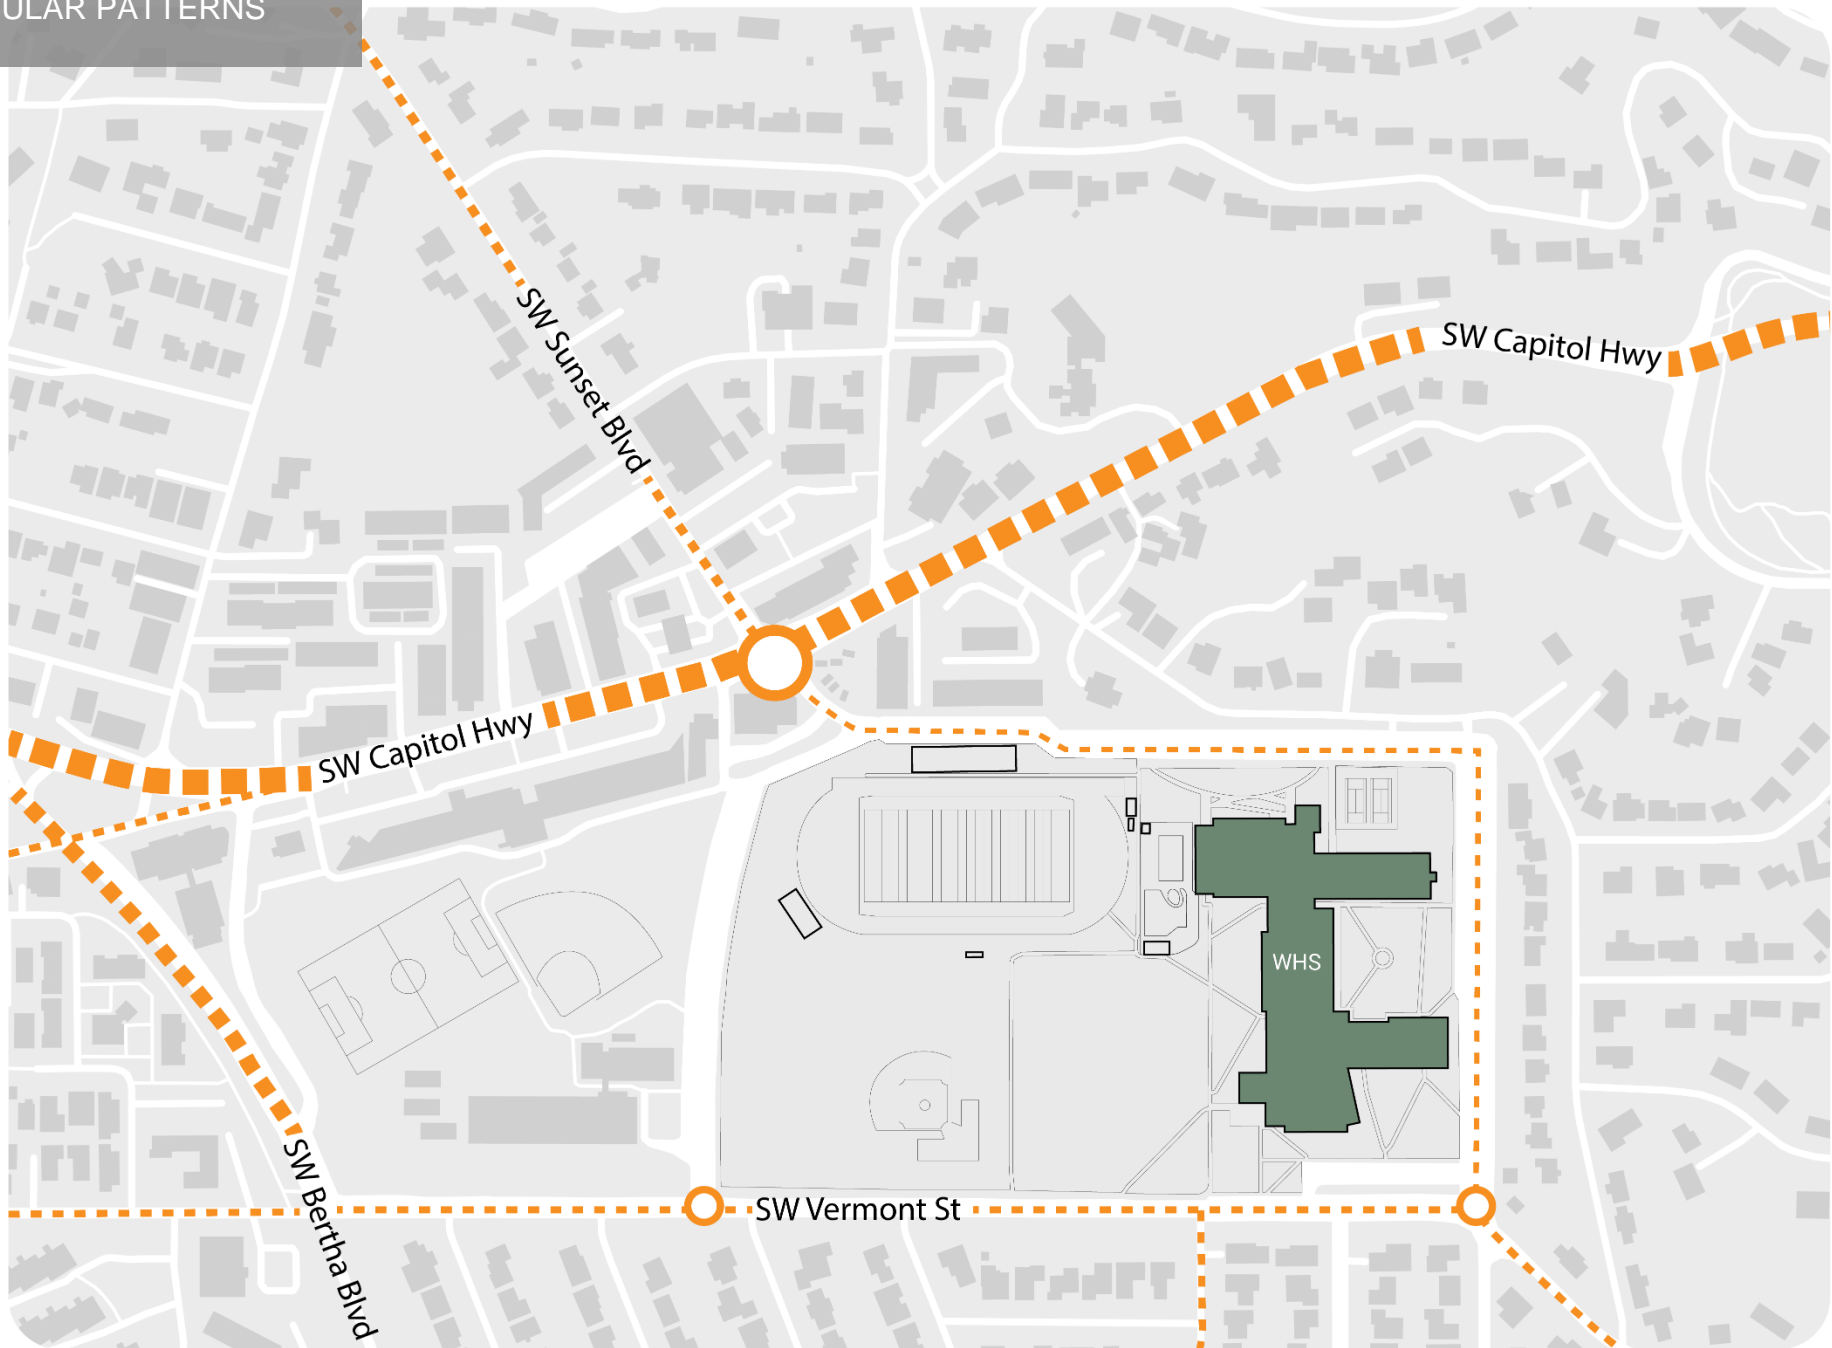 ULAR PATTERNS
SW Sunset Blvd
SW Capitol Hwy
SW Capitol Hwy
WHS
SW Bertha Blvd
SW Vermont St